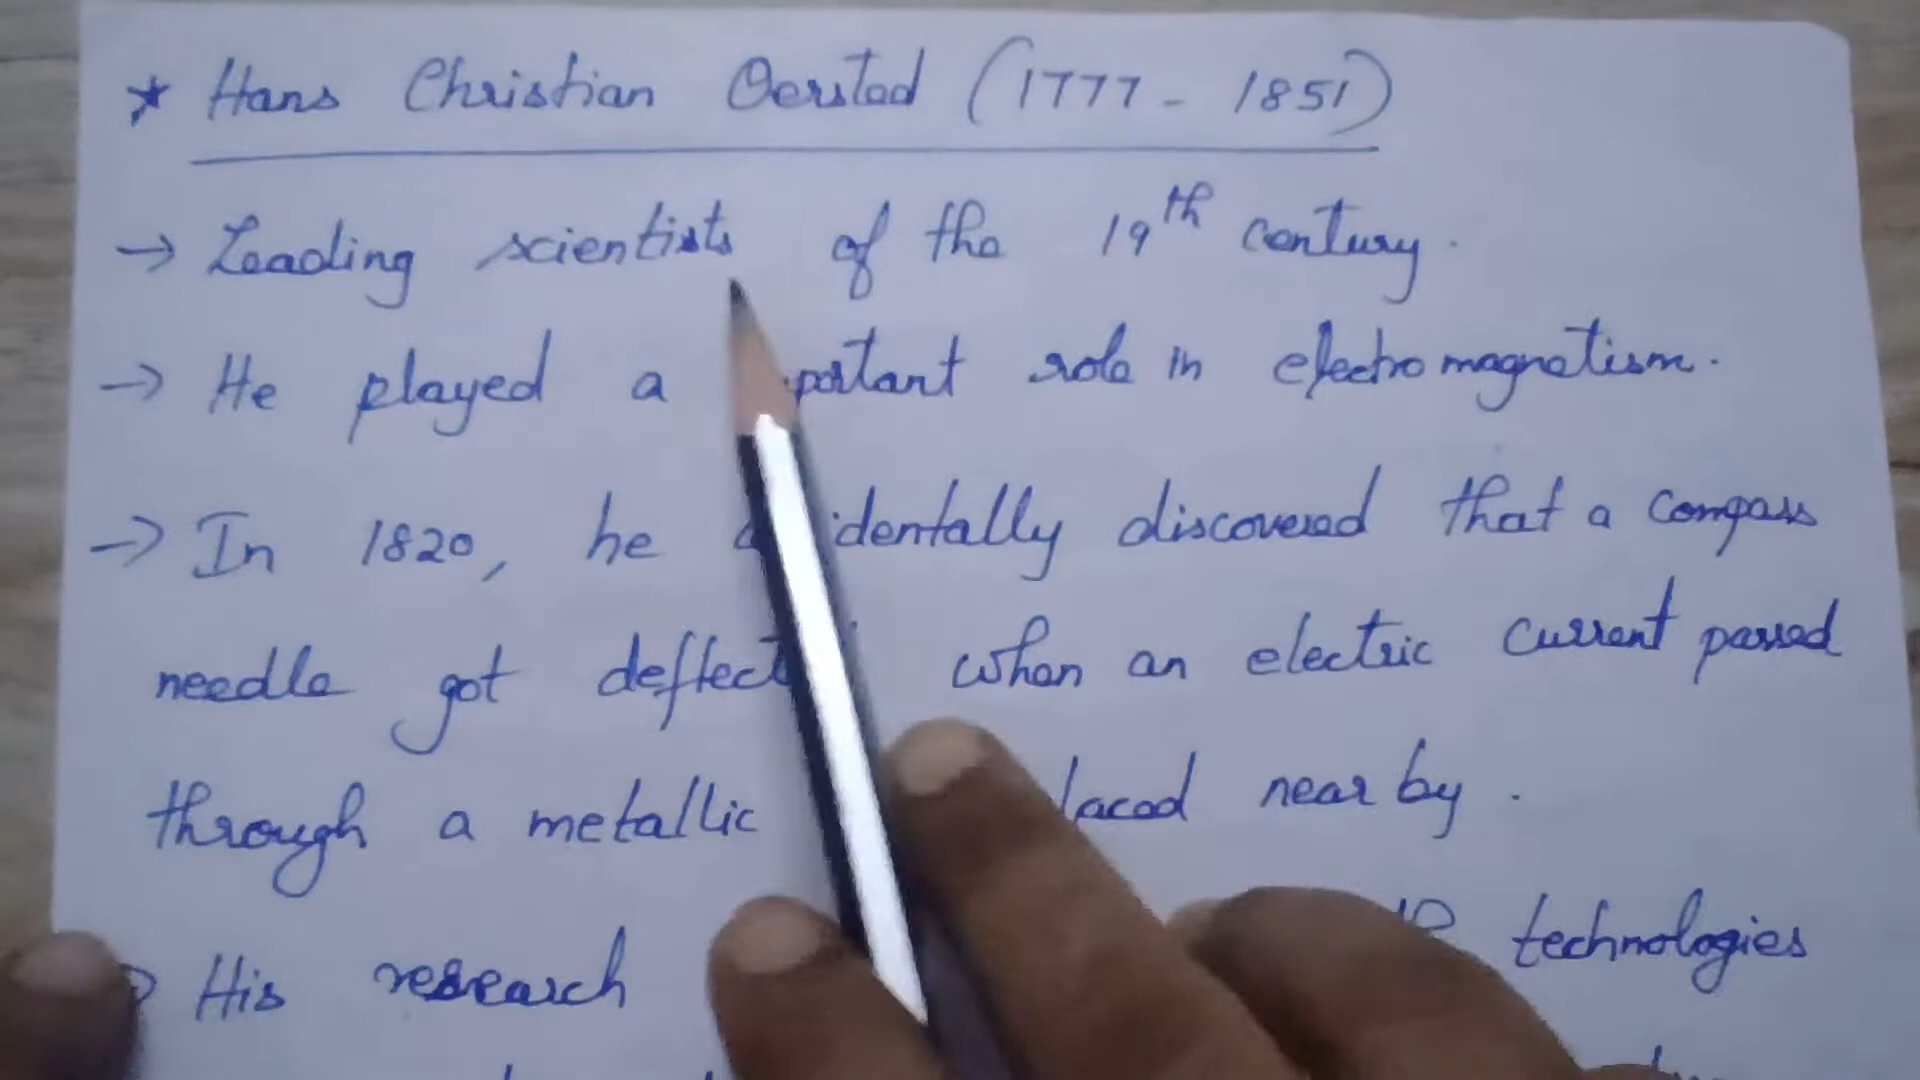 * Hans Christian Oersted (1777 - 1851)
→ Leading scientists of the 19th century.
→ He played a portant role in electromagnetism.
→ In 1820, he identally discovered that a compass
needle got deflect when an electric current passed
through a metallic laced near by.
His research technologies